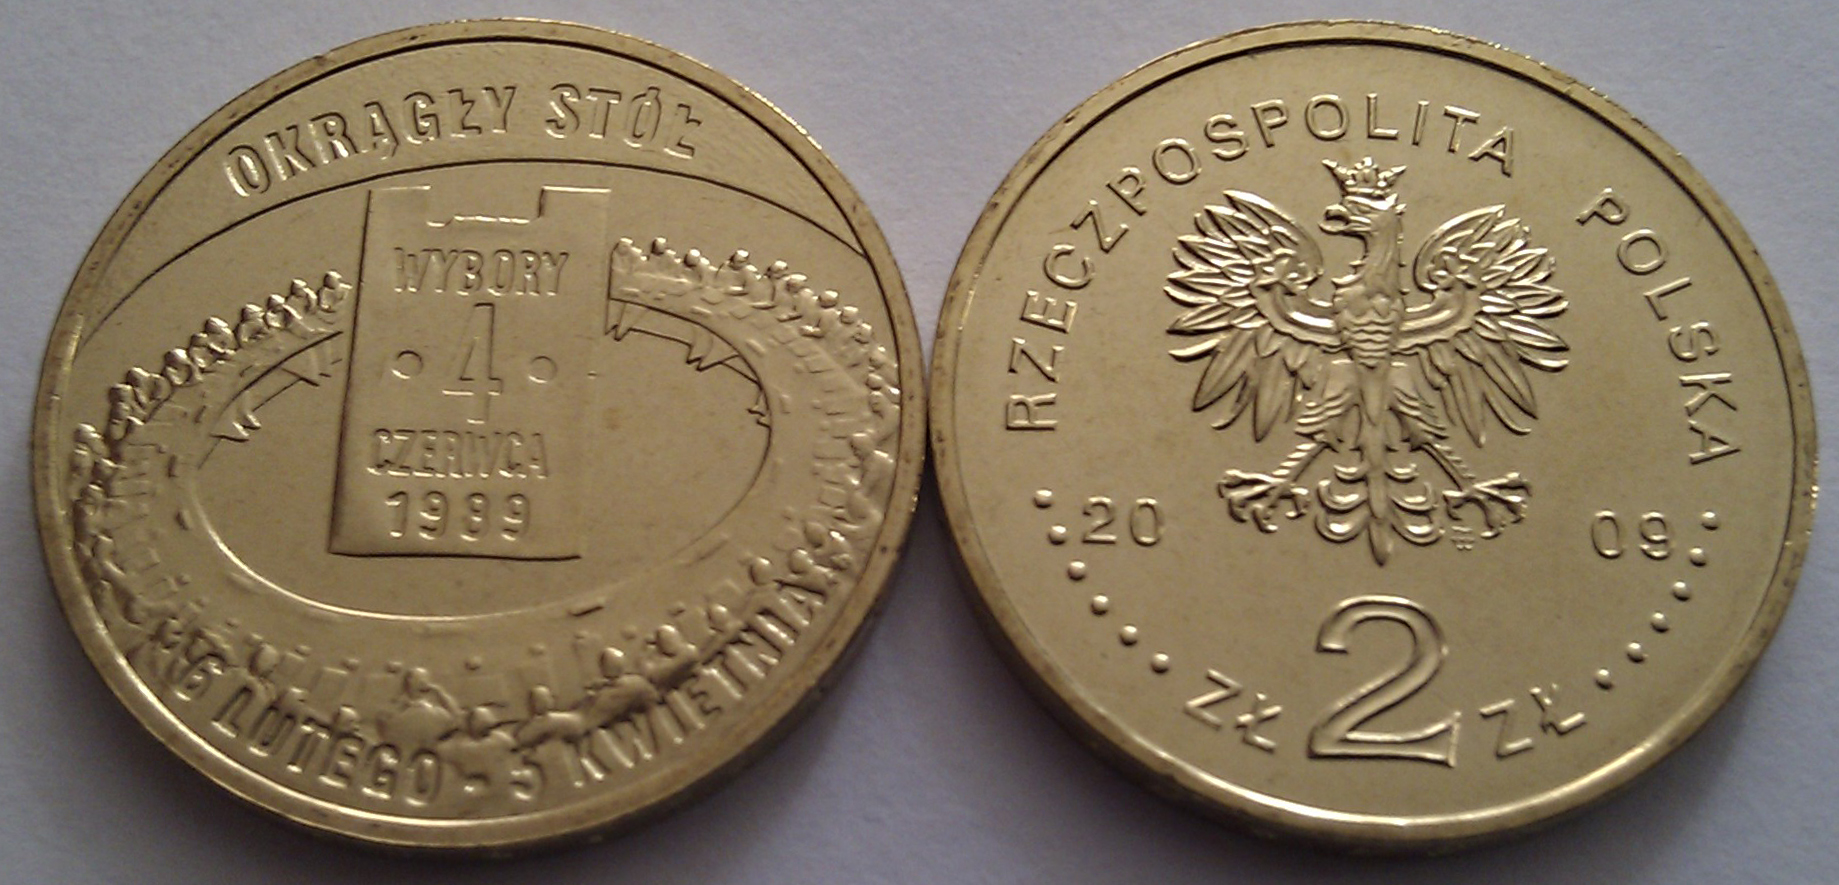 OKRĄGŁY STÓŁ
WYBORY
· 4 ·
CZERWCA
1989
6 LUTEGO - 5 KWIETNIA
RZECZPOSPOLITA POLSKA
20 09
ZŁ 2 ZŁ